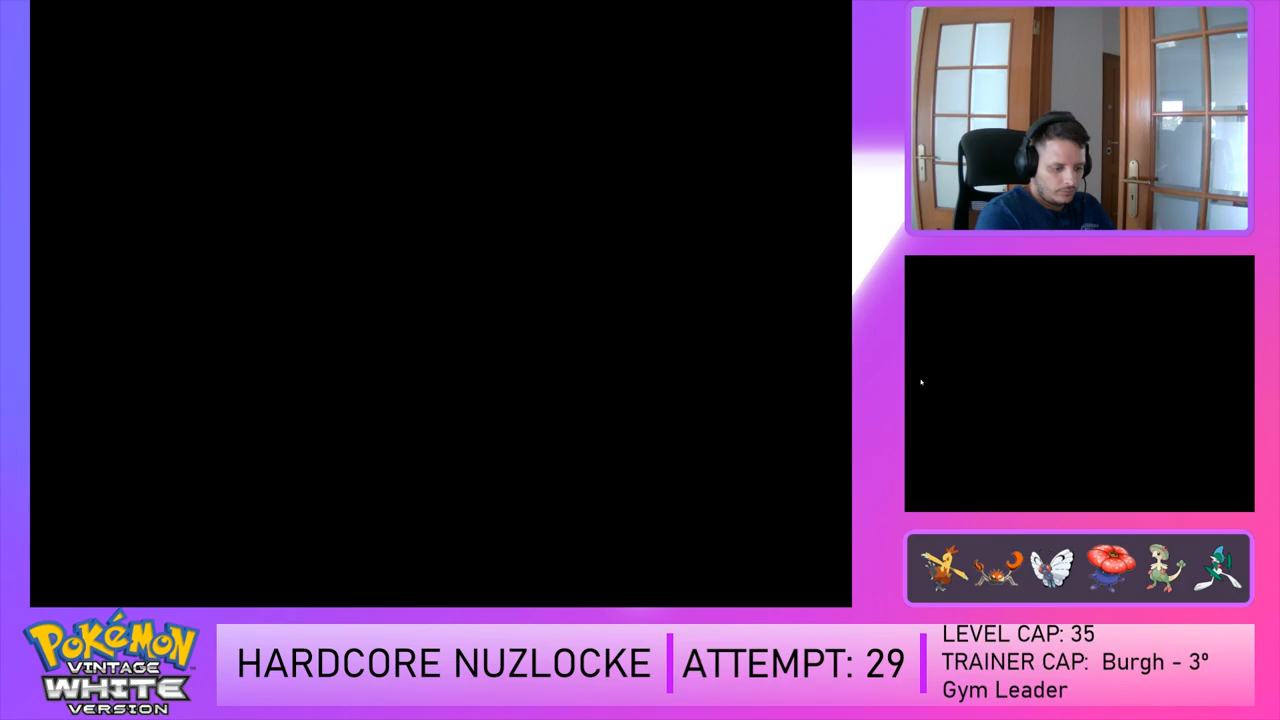 POKéMON
VINTAGE
WHITE
VERSION
HARDCORE NUZLOCKE
ATTEMPT: 29
LEVEL CAP: 35
TRAINER CAP:  Burgh - 3º
Gym Leader